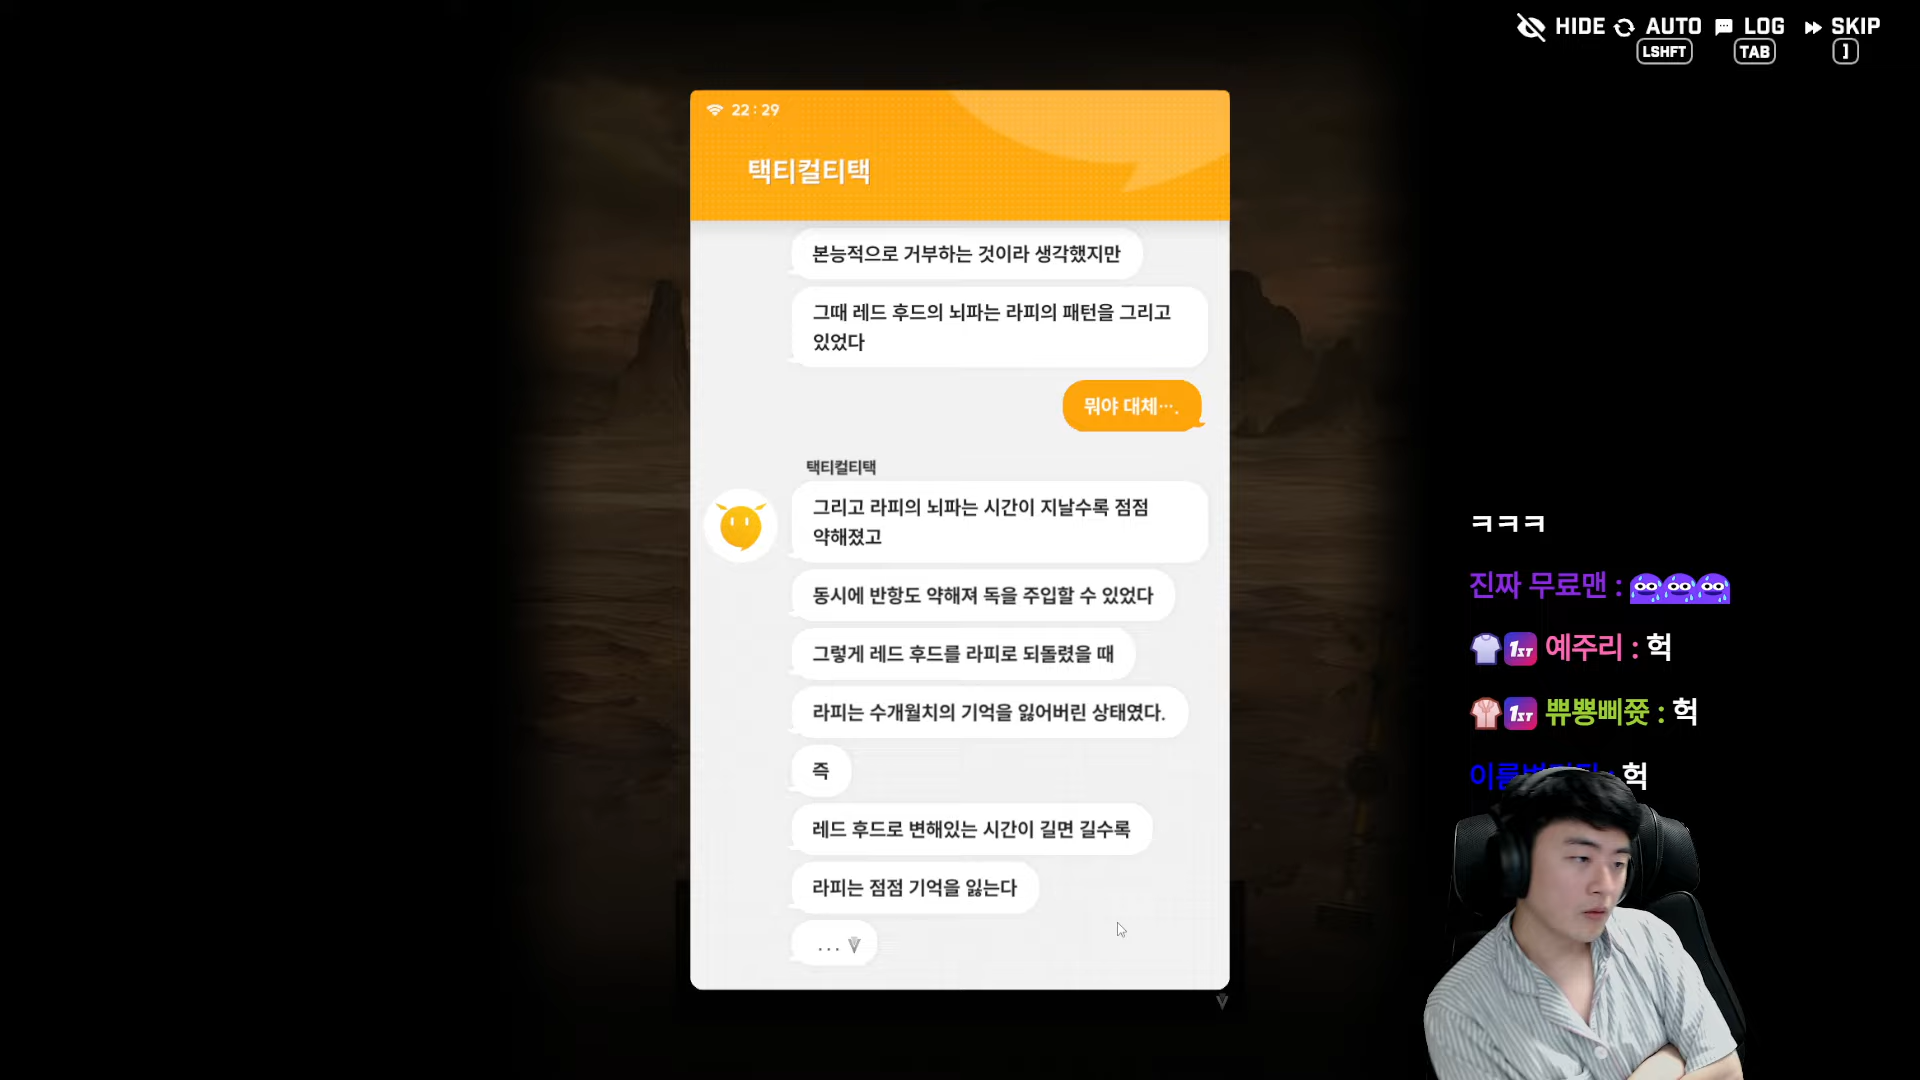 HIDE AUTO LOG SKIP
LSHFT TAB ]
22:29
택티컬티택
본능적으로 거부하는 것이라 생각했지만
그때 레드 후드의 뇌파는 라피의 패턴을 그리고
있었다
뭐야 대체….
택티컬티택
그리고 라피의 뇌파는 시간이 지날수록 점점
약해졌고
동시에 반항도 약해져 독을 주입할 수 있었다
그렇게 레드 후드를 라피로 되돌렸을 때
라피는 수개월치의 기억을 잃어버린 상태였다.
즉
레드 후드로 변해있는 시간이 길면 길수록
라피는 점점 기억을 잃는다
...
ㅋㅋㅋ
진짜 무료맨 :
1ST 예주리 : 헉
1ST 쀼뿅삐쮸 : 헉
: 헉